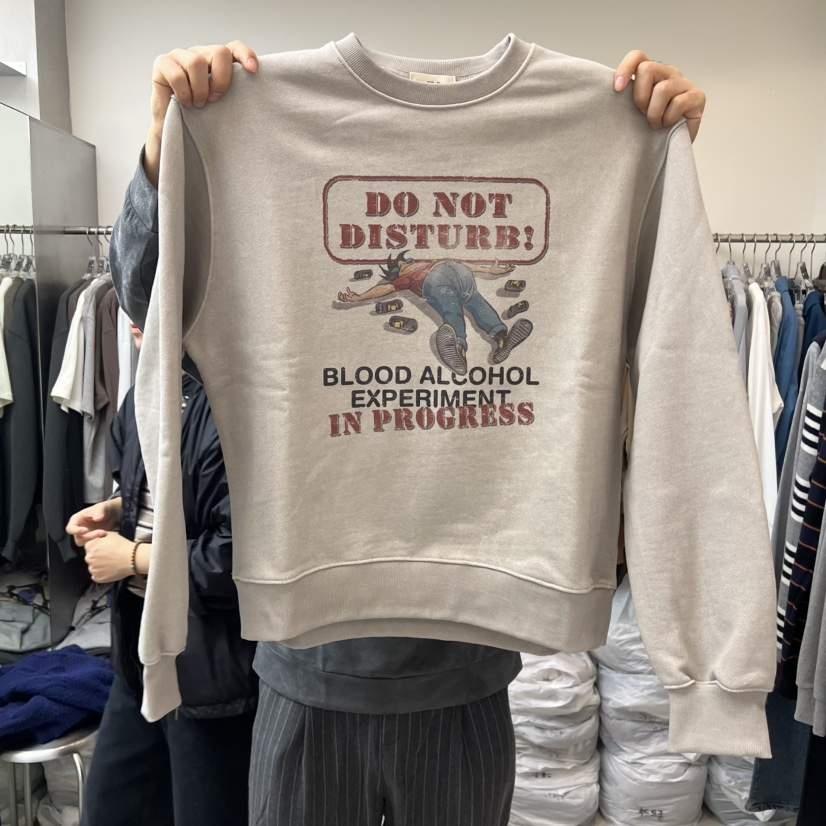 DO NOT
DISTURB!
BLOOD ALCOHOL
EXPERIMENT
IN PROGRESS